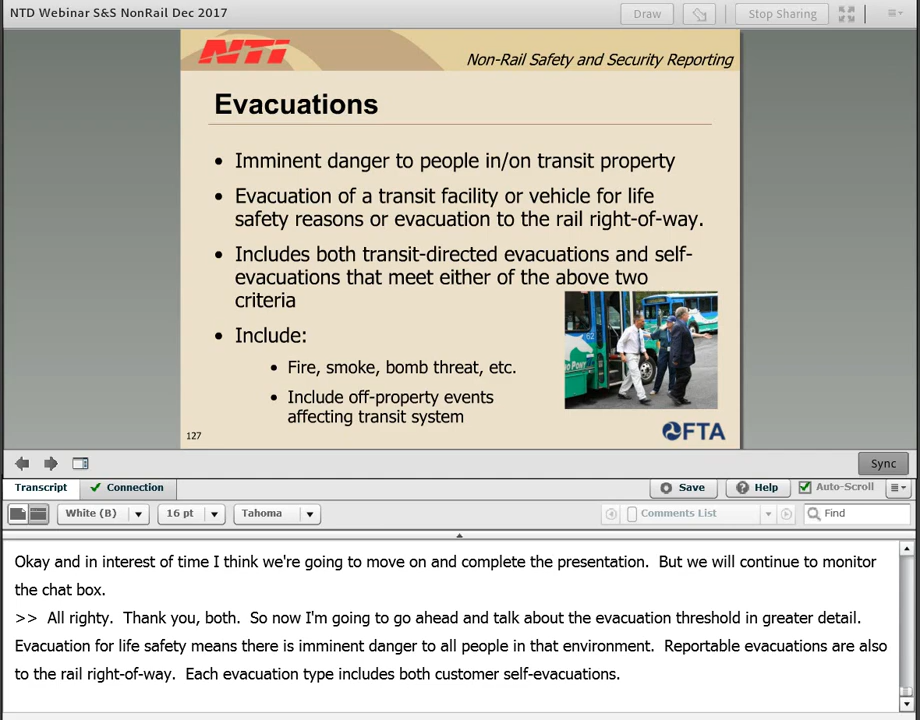 NTD Webinar S&S NonRail Dec 2017
Draw
Stop Sharing
NTI
Non-Rail Safety and Security Reporting
Evacuations
• Imminent danger to people in/on transit property
• Evacuation of a transit facility or vehicle for life
safety reasons or evacuation to the rail right-of-way.
• Includes both transit-directed evacuations and self-
evacuations that meet either of the above two
criteria
• Include:
• Fire, smoke, bomb threat, etc.
• Include off-property events
affecting transit system
127
FTA
Sync
Transcript
Connection
Save
Help
Auto-Scroll
White (B)
16 pt
Tahoma
Comments List
Find
Okay and in interest of time I think we're going to move on and complete the presentation.  But we will continue to monitor
the chat box.
>>  All righty.  Thank you, both.  So now I'm going to go ahead and talk about the evacuation threshold in greater detail.
Evacuation for life safety means there is imminent danger to all people in that environment.  Reportable evacuations are also
to the rail right-of-way.  Each evacuation type includes both customer self-evacuations.